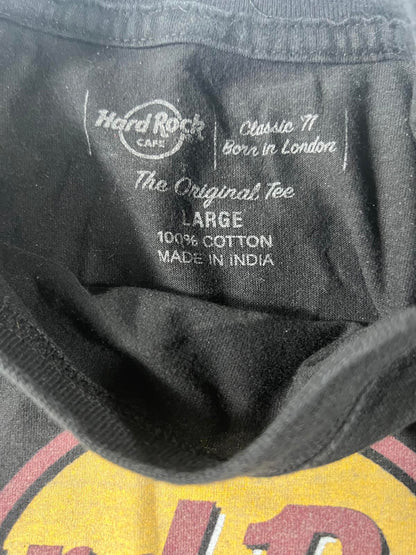 Hard Rock
CAFE
Classic '71
Born in London
The Original Tee
LARGE
100% COTTON
MADE IN INDIA